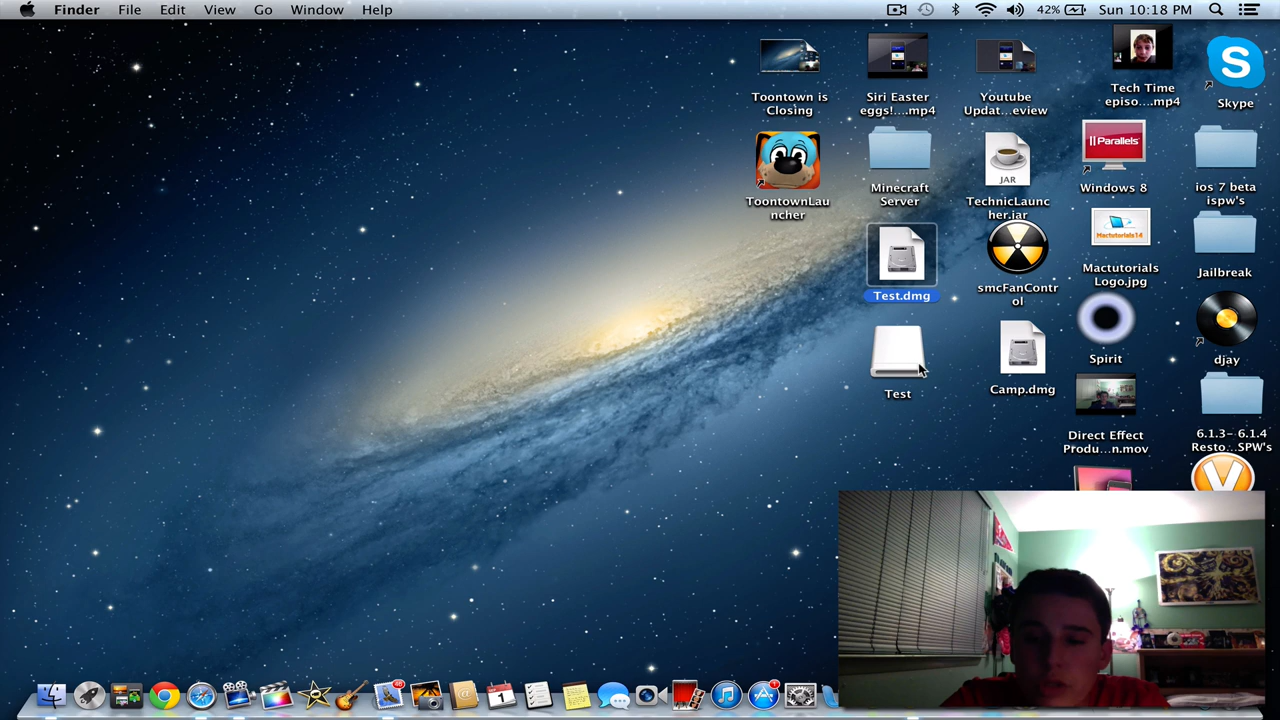 Finder File Edit View Go Window Help 42% Sun 10:18 PM
Toontown is
Closing
Siri Easter
eggs!....mp4
Youtube
Updat...eview
Tech Time
episo....mp4
S
Skype
ToontownLau
ncher
Minecraft
Server
JAR
TechnicLaunc
her.jar
Parallels
Windows 8
ios 7 beta
ispw's
Test.dmg
smcFanContr
ol
Mactutorials14
Mactutorials
Logo.jpg
Jailbreak
Test
Camp.dmg
Spirit
djay
Direct Effect
Produ...n.mov
6.1.3- 6.1.4
Resto...SPW's
V
1
1